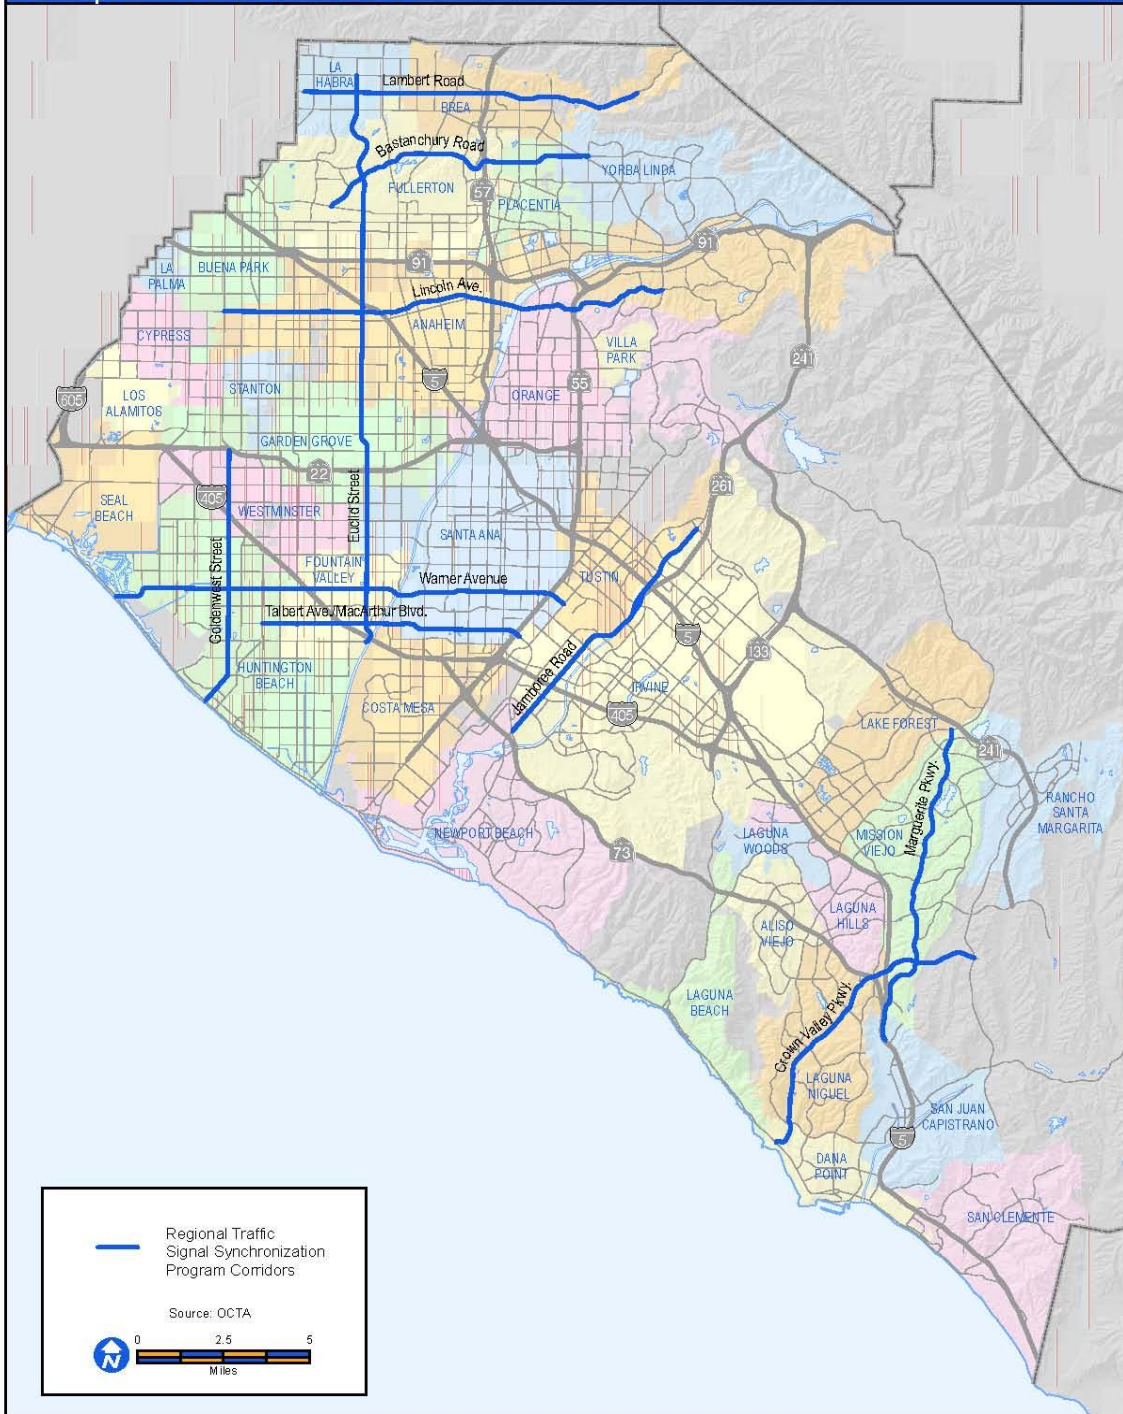 LA
HABRA
Lambert Road
BREA
Bastanchury Road
YORBA LINDA
FULLERTON
57
PLACENTIA
91
LA
PALMA
BUENA PARK
91
Lincoln Ave.
ANAHEIM
CYPRESS
VILLA
PARK
241
STANTON
5
55
ORANGE
605
LOS
ALAMITOS
GARDEN GROVE
22
261
405
SEAL
BEACH
WESTMINSTER
Euclid Street
SANTA ANA
FOUNTAIN
VALLEY
Warner Avenue
TUSTIN
Goldenwest Street
Talbert Ave./MacArthur Blvd.
5
133
HUNTINGTON
BEACH
Jamboree Road
IRVINE
COSTA MESA
405
LAKE FOREST
241
RANCHO
SANTA
MARGARITA
Marguerite Pkwy.
NEWPORT BEACH
LAGUNA
WOODS
MISSION
VIEJO
73
LAGUNA
HILLS
ALISO
VIEJO
LAGUNA
BEACH
Crown Valley Pkwy.
LAGUNA
NIGUEL
SAN JUAN
CAPISTRANO
5
DANA
POINT
SAN CLEMENTE
Regional Traffic
Signal Synchronization
Program Corridors
Source: OCTA
N
0 2.5 5
Miles